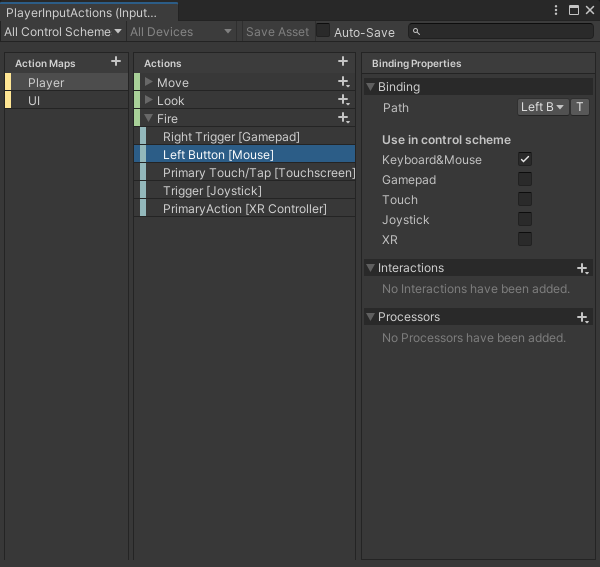 PlayerInputActions (Input...
All Control Scheme All Devices Save Asset Auto-Save
Action Maps
Player
UI
Actions
Move
Look
Fire
Right Trigger [Gamepad]
Left Button [Mouse]
Primary Touch/Tap [Touchscreen]
Trigger [Joystick]
PrimaryAction [XR Controller]
Binding Properties
Binding
Path Left B T
Use in control scheme
Keyboard&Mouse
Gamepad
Touch
Joystick
XR
Interactions
No Interactions have been added.
Processors
No Processors have been added.